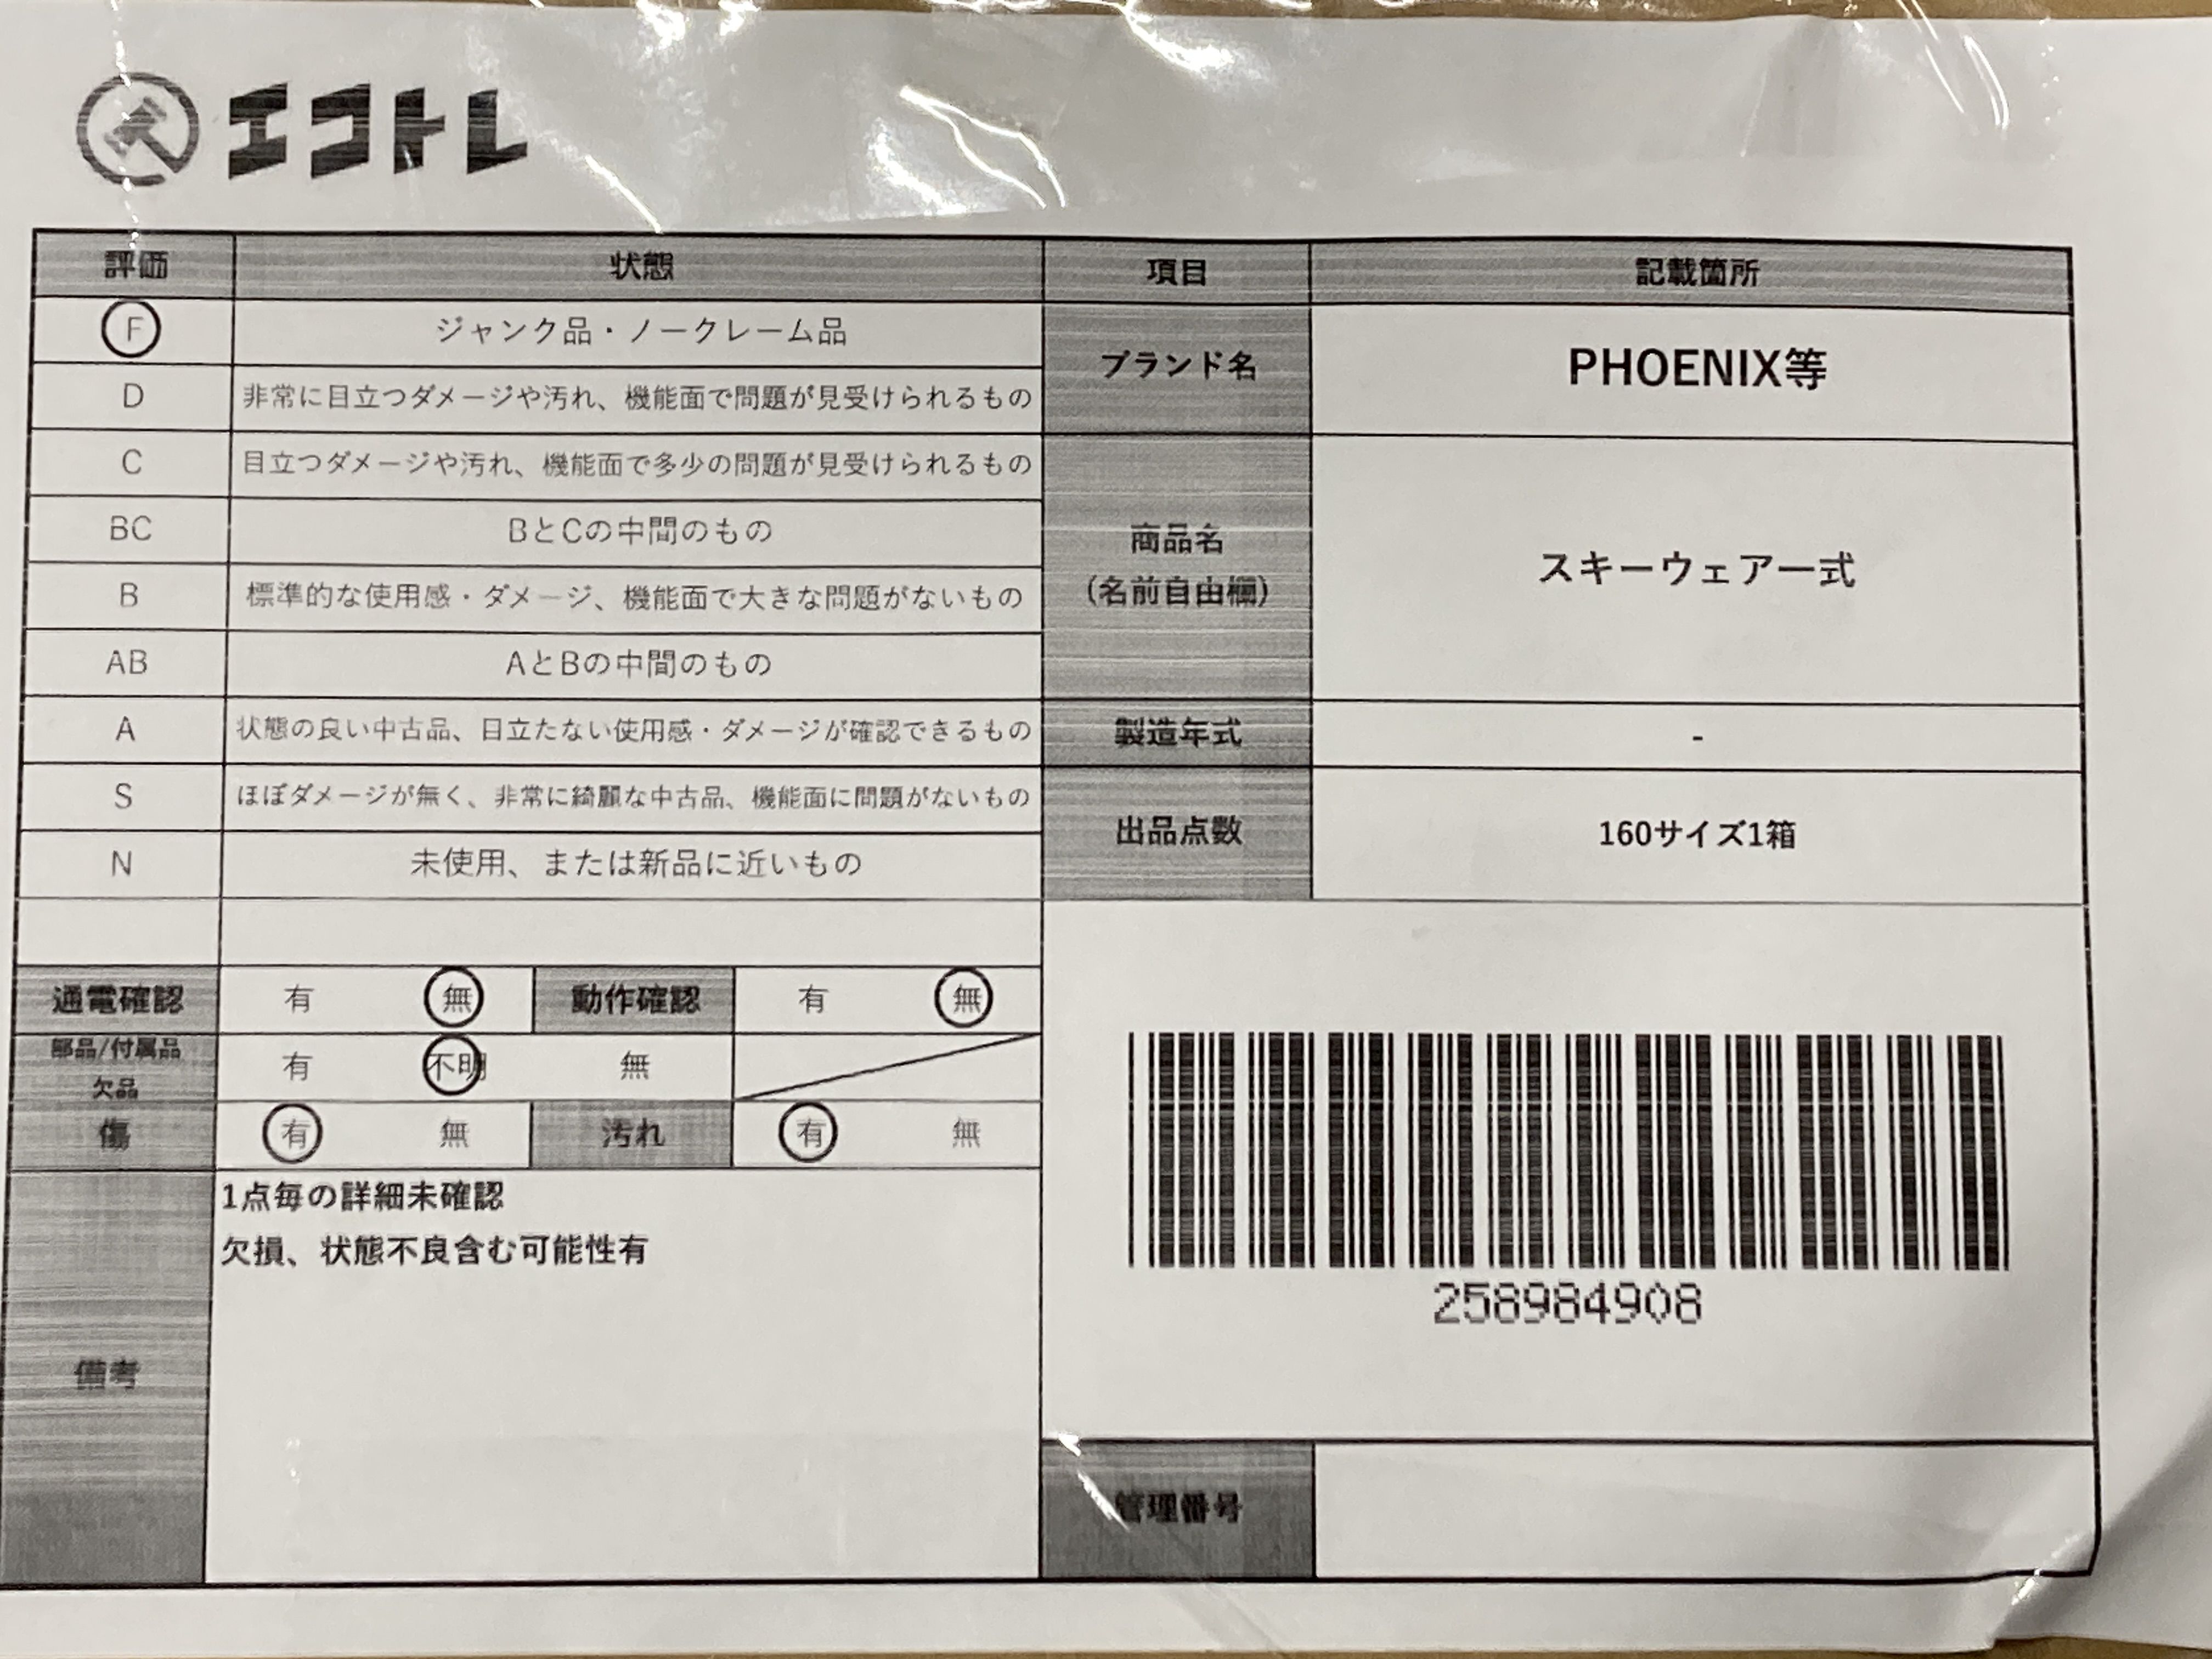 エコトレ
評価 状態 項目 記載箇所
F ジャンク品・ノークレーム品
ブランド名 PHOENIX等
D 非常に目立つダメージや汚れ、機能面で問題が見受けられるもの
C 目立つダメージや汚れ、機能面で多少の問題が見受けられるもの
BC BとCの中間のもの
商品名
(名前自由欄)
スキーウェアー式
B 標準的な使用感・ダメージ、機能面で大きな問題がないもの
AB AとBの中間のもの
A 状態の良い中古品、目立たない使用感・ダメージが確認できるもの
製造年式 -
S ほぼダメージが無く、非常に綺麗な中古品、機能面に問題がないもの
出品点数 160サイズ1箱
N 未使用、または新品に近いもの
通電確認 有 無 動作確認 有 無
部品/付属品
欠品
有 不明 無
傷 有 無 汚れ 有 無
備考
1点毎の詳細未確認
欠損、状態不良含む可能性有
258984908
管理番号